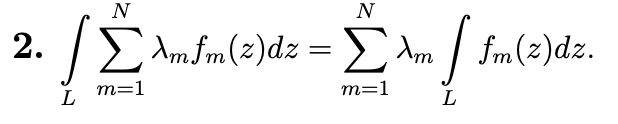 2. ∫_L ∑_{m=1}^{N} λ_m f_m(z)dz = ∑_{m=1}^{N} λ_m ∫_L f_m(z)dz.